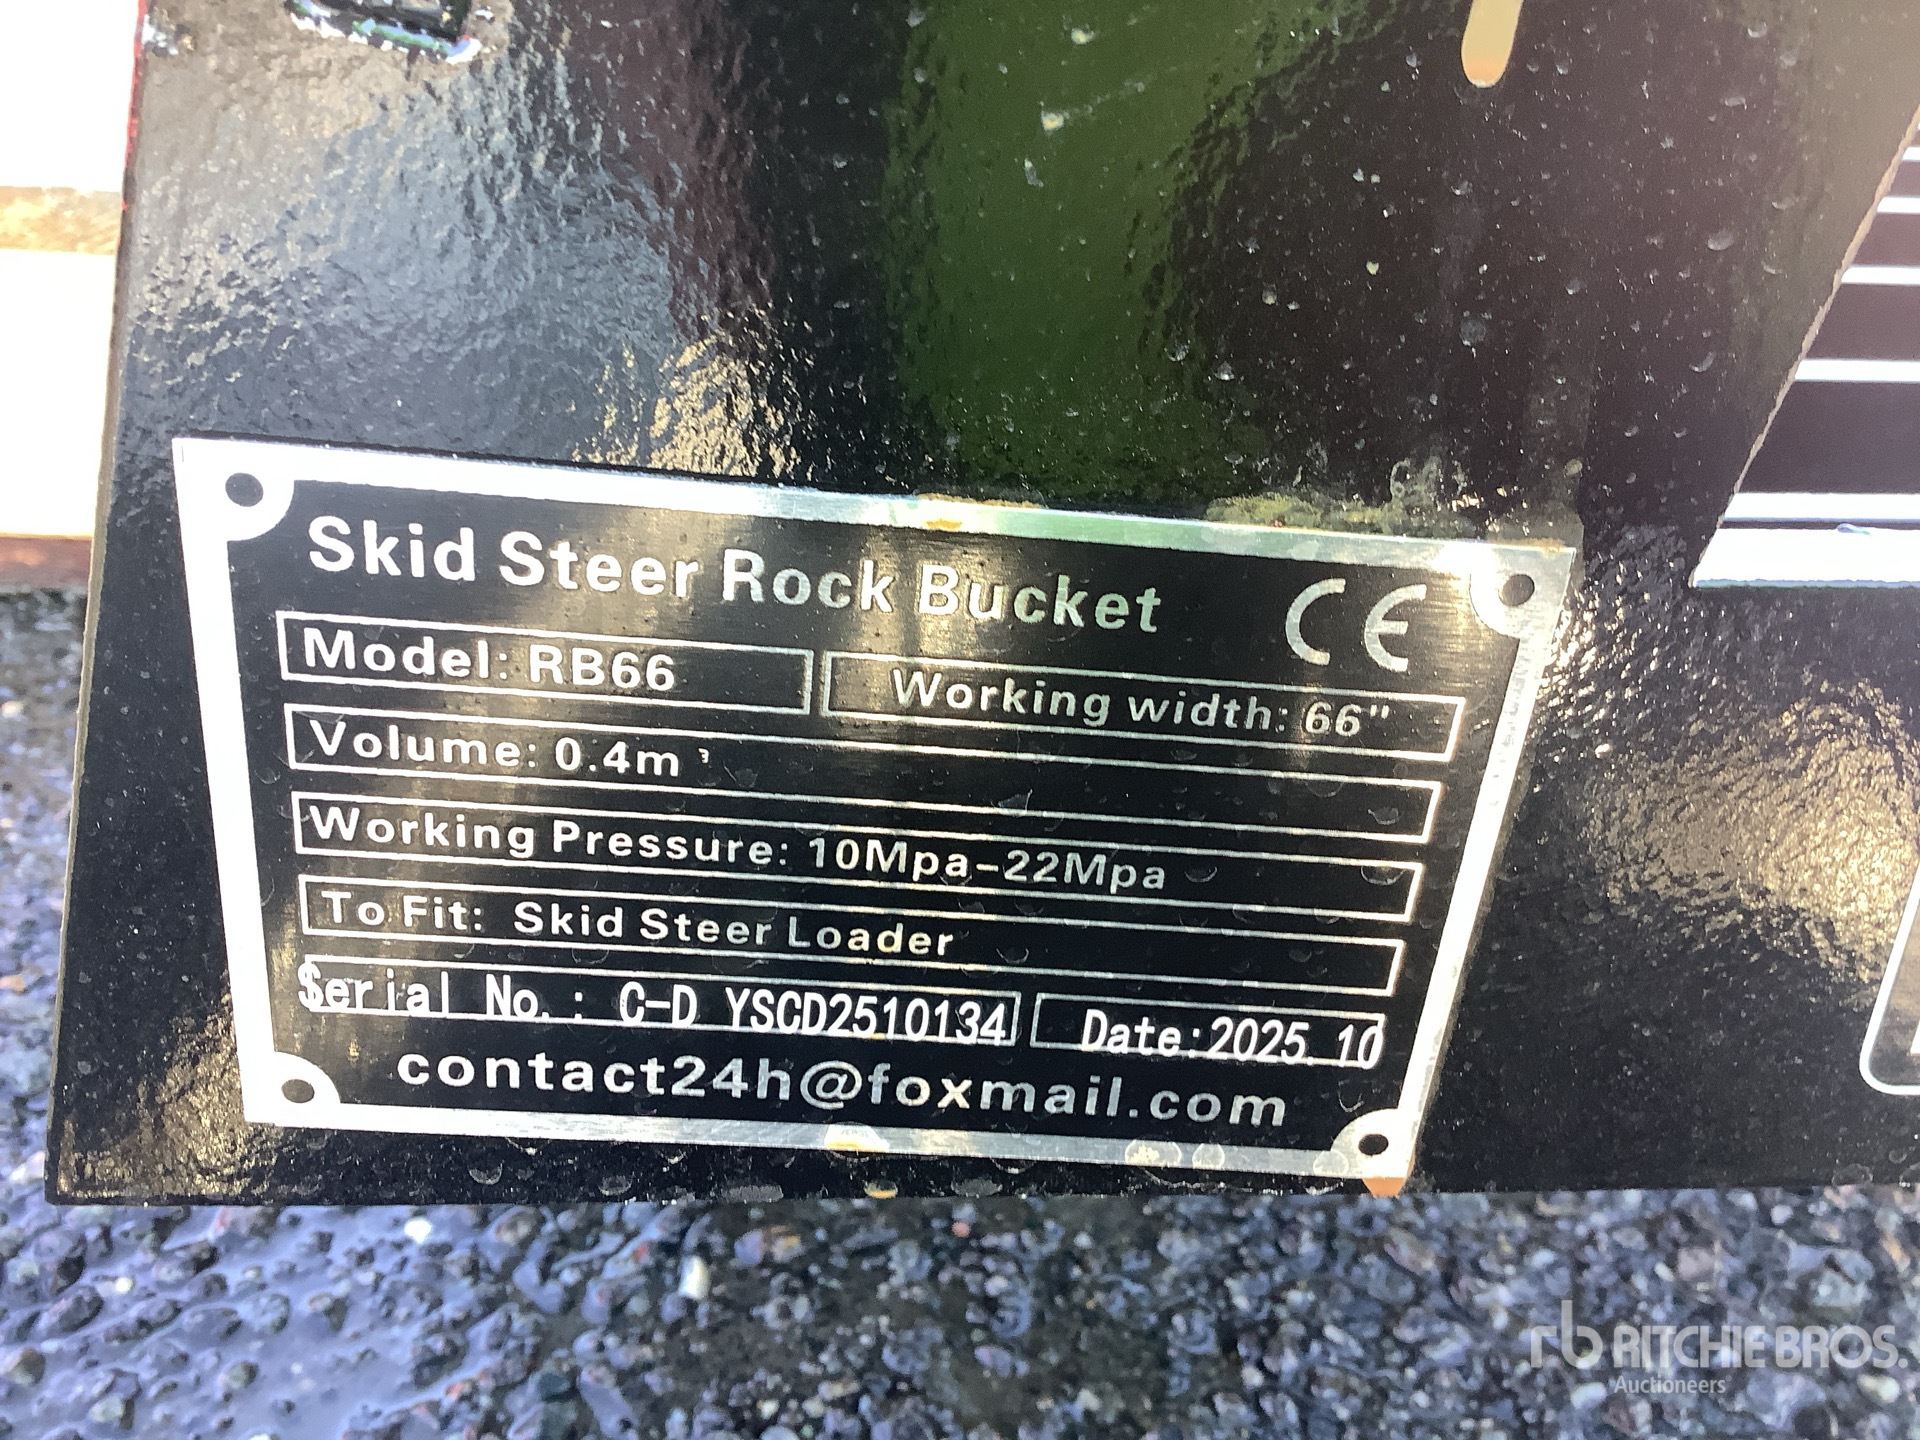 Skid Steer Rock Bucket CE
Model: RB66 Working width: 66"
Volume: 0.4m³
Working Pressure: 10Mpa-22Mpa
To Fit: Skid Steer Loader
Serial No.: C-D YSCD2510134 Date:2025.10
contact24h@foxmail.com
rb RITCHIE BROS.
Auctioneers